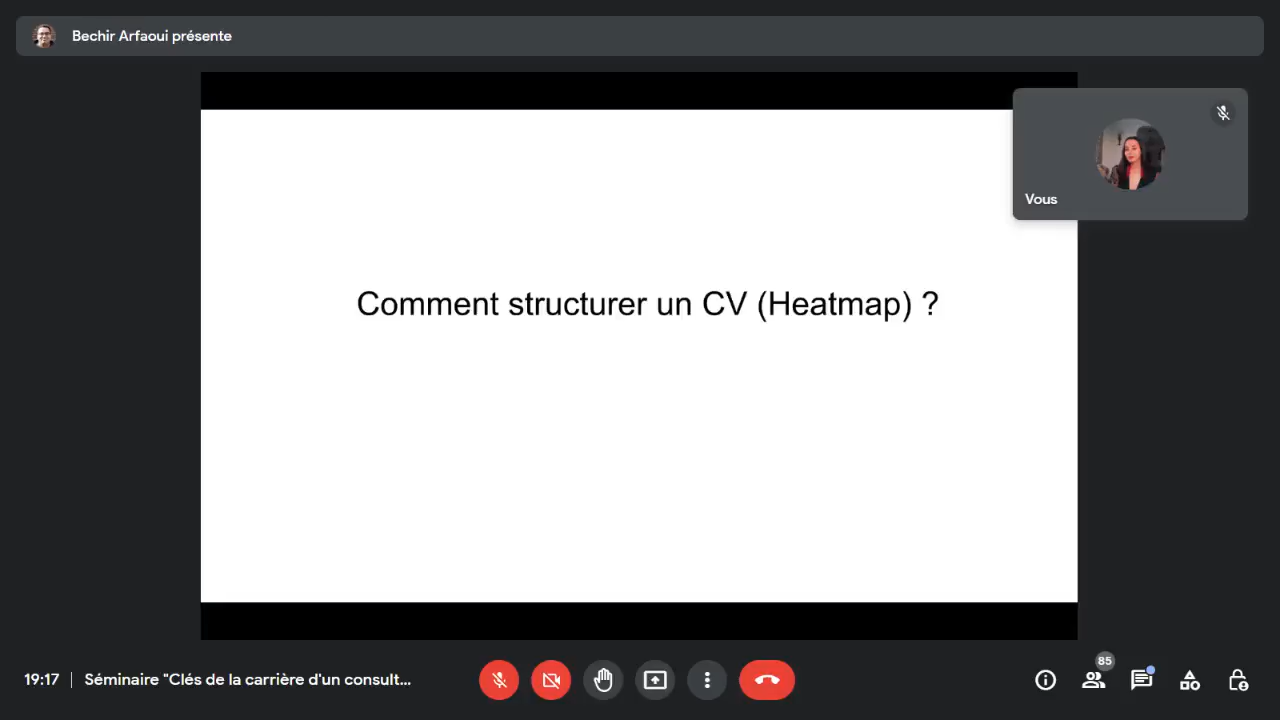 Bechir Arfaoui présente
Vous
Comment structurer un CV (Heatmap) ?
85
19:17 | Séminaire "Clés de la carrière d'un consult...